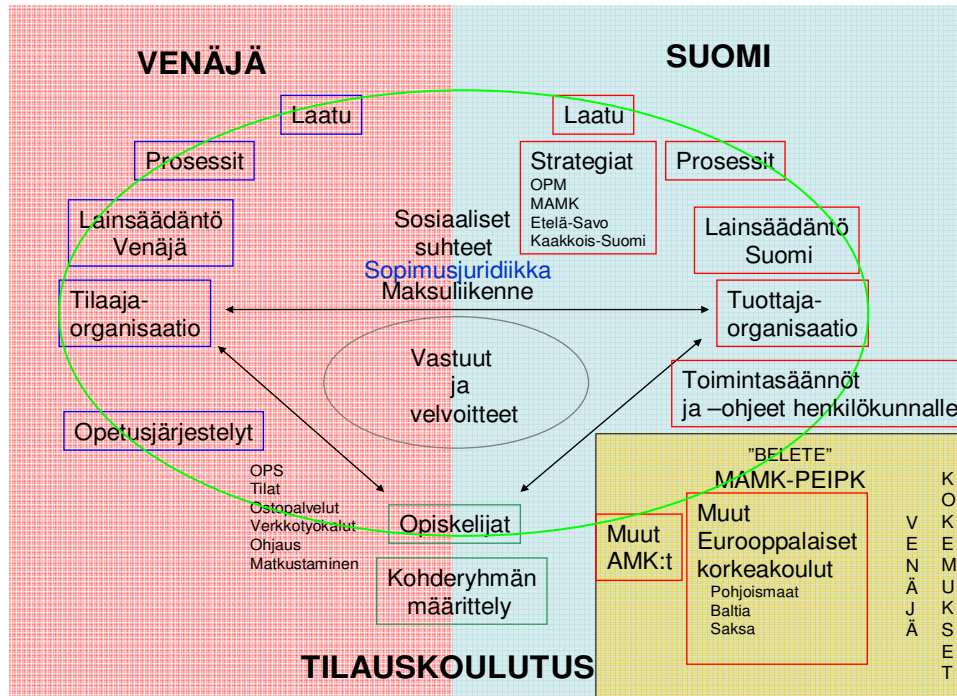 VENÄJÄ
SUOMI
Laatu
Laatu
Prosessit
Strategiat
OPM
MAMK
Etelä-Savo
Kaakkois-Suomi
Prosessit
Lainsäädäntö
Venäjä
Sosiaaliset
suhteet
Sopimusjuridiikka
Maksuliikenne
Lainsäädäntö
Suomi
Tilaaja-
organisaatio
Tuottaja-
organisaatio
Vastuut
ja
velvoitteet
Toimintasäännöt
ja –ohjeet henkilökunnalle
Opetusjärjestelyt
OPS
Tilat
Ostopalvelut
Verkkotyökalut
Ohjaus
Matkustaminen
Opiskelijat
Kohderyhmän
määrittely
"BELETE"
MAMK-PEIPK
Muut
AMK:t
Muut
Eurooppalaiset
korkeakoulut
Pohjoismaat
Baltia
Saksa
VENÄJÄ
KOKKEMUKSET
TILAUSKOULUTUS